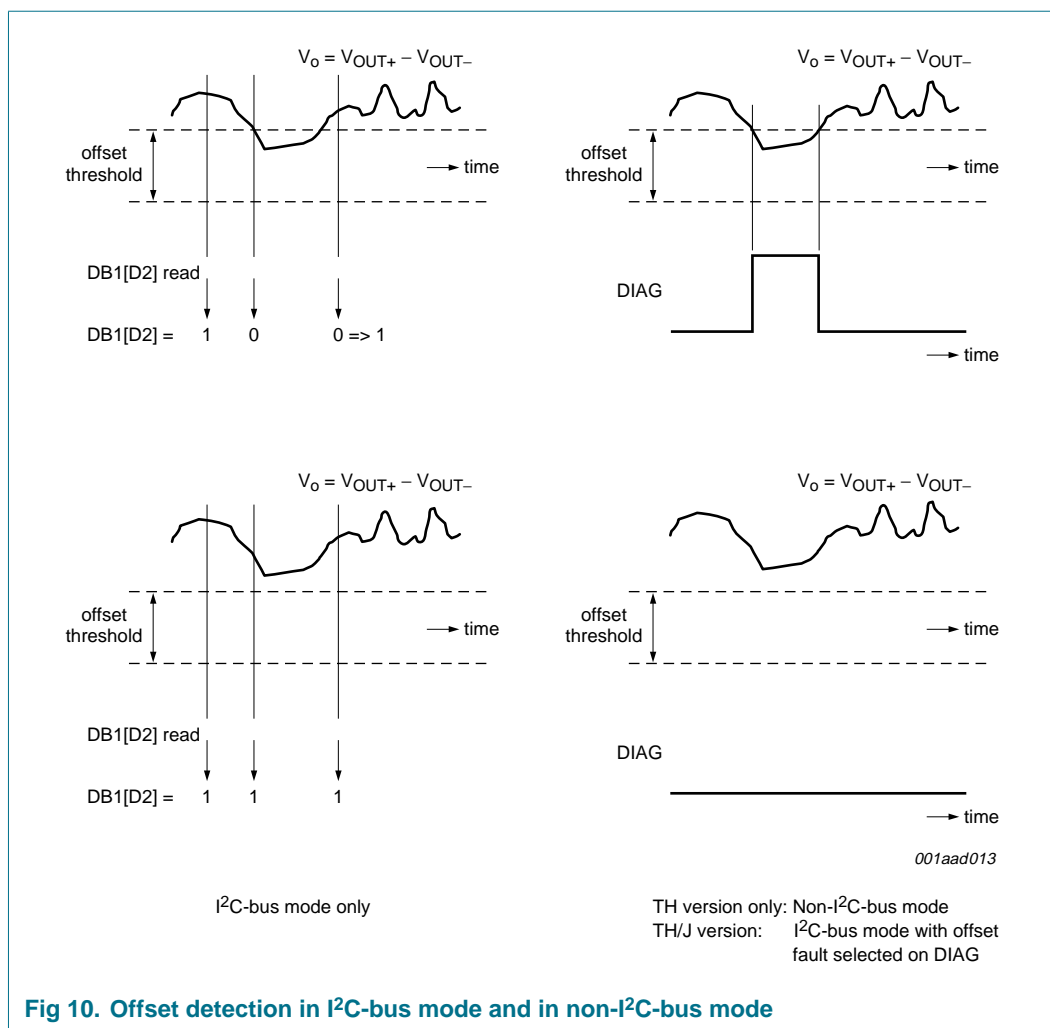 Vo = VOUT+ − VOUT−
offset
threshold
time
DB1[D2] read
DB1[D2] = 1 0 0 => 1
Vo = VOUT+ − VOUT−
offset
threshold
time
DIAG
time
Vo = VOUT+ − VOUT−
offset
threshold
time
DB1[D2] read
DB1[D2] = 1 1 1
I2C-bus mode only
Vo = VOUT+ − VOUT−
offset
threshold
time
DIAG
time
001aad013
TH version only: Non-I2C-bus mode
TH/J version: I2C-bus mode with offset
fault selected on DIAG
Fig 10. Offset detection in I2C-bus mode and in non-I2C-bus mode